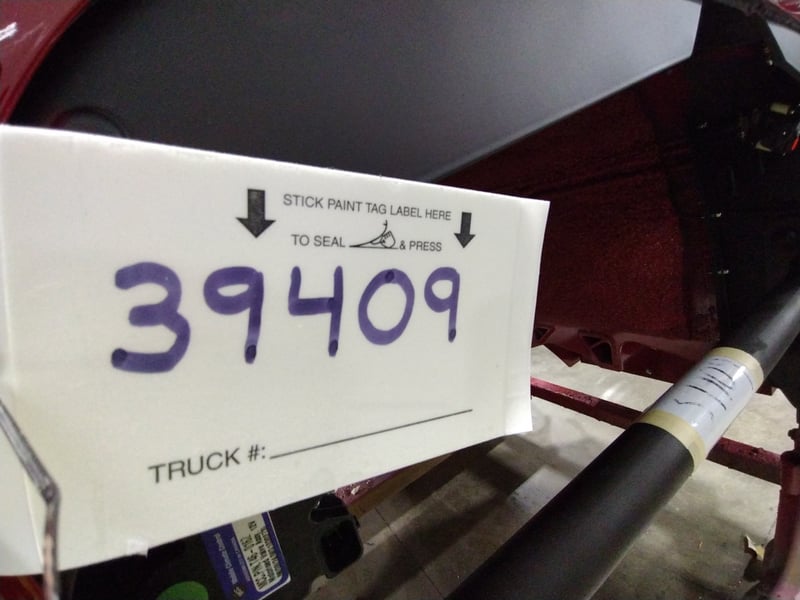 STICK PAINT TAG LABEL HERE
TO SEAL & PRESS
39409
TRUCK #: